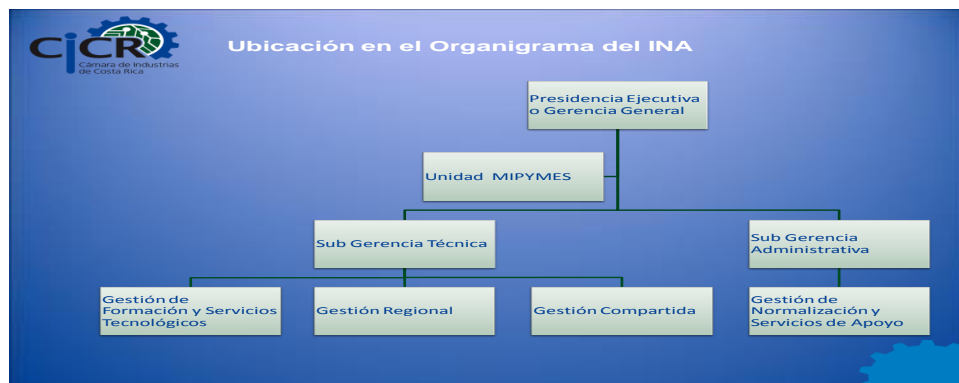 CICR
Cámara de Industrias
de Costa Rica
Ubicación en el Organigrama del INA
Presidencia Ejecutiva
o Gerencia General
Unidad MIPYMES
Sub Gerencia Técnica
Sub Gerencia
Administrativa
Gestión de
Formación y Servicios
Tecnológicos
Gestión Regional
Gestión Compartida
Gestión de
Normalización y
Servicios de Apoyo